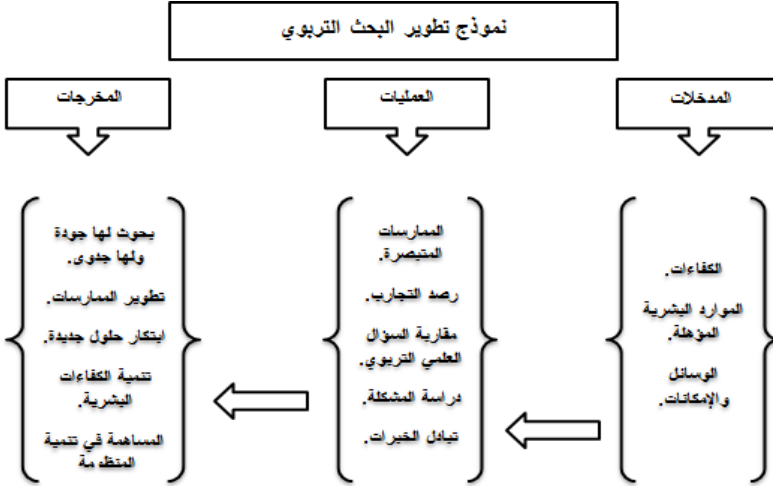 نموذج تطوير البحث التربوي
المدخلات
العمليات
المخرجات
الكفاءات.
الموارد البشرية
المؤهلة.
الوسائل
والإمكانات.
الممارسات
المتبصرة.
رصد التجارب.
مقاربة السؤال
العلمي التربوي.
دراسة المشكلة.
تبادل الخبرات.
بحوث لها جودة
ولها جدوى.
تطوير الممارسات.
ابتكار حلول جديدة.
تنمية الكفاءات
البشرية.
المساهمة في تنمية
المنظومة